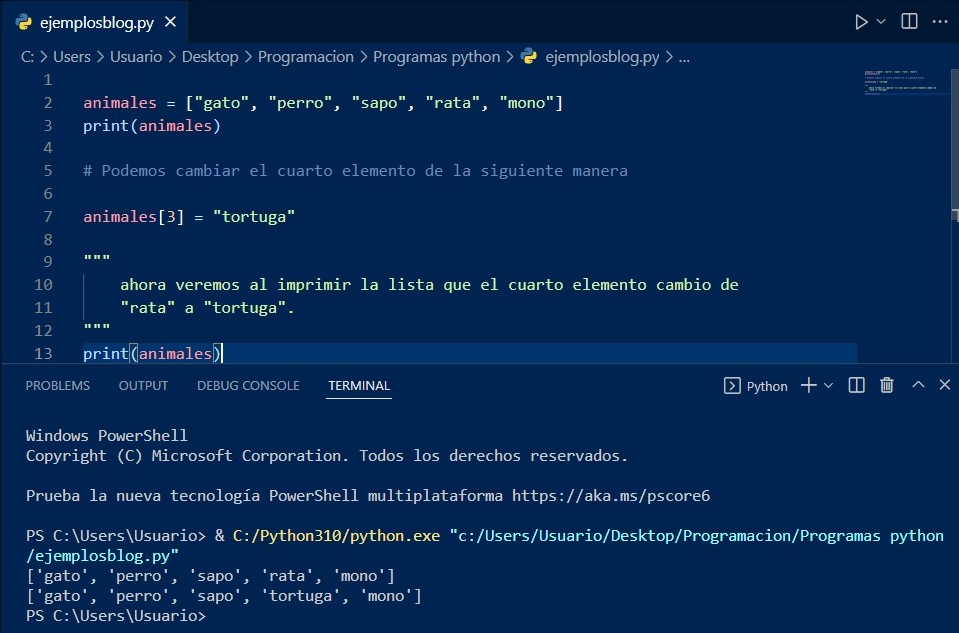 ejemplosblog.py
C: > Users > Usuario > Desktop > Programacion > Programas python > ejemplosblog.py > ...
1
2 animales = ["gato", "perro", "sapo", "rata", "mono"]
3 print(animales)
4
5 # Podemos cambiar el cuarto elemento de la siguiente manera
6
7 animales[3] = "tortuga"
8
9 """
10 ahora veremos al imprimir la lista que el cuarto elemento cambio de
11 "rata" a "tortuga".
12 """
13 print(animales)
PROBLEMS OUTPUT DEBUG CONSOLE TERMINAL Python
Windows PowerShell
Copyright (C) Microsoft Corporation. Todos los derechos reservados.
Prueba la nueva tecnología PowerShell multiplataforma https://aka.ms/pscore6
PS C:\Users\Usuario> & C:/Python310/python.exe "c:/Users/Usuario/Desktop/Programacion/Programas python
/ejemplosblog.py"
['gato', 'perro', 'sapo', 'rata', 'mono']
['gato', 'perro', 'sapo', 'tortuga', 'mono']
PS C:\Users\Usuario>